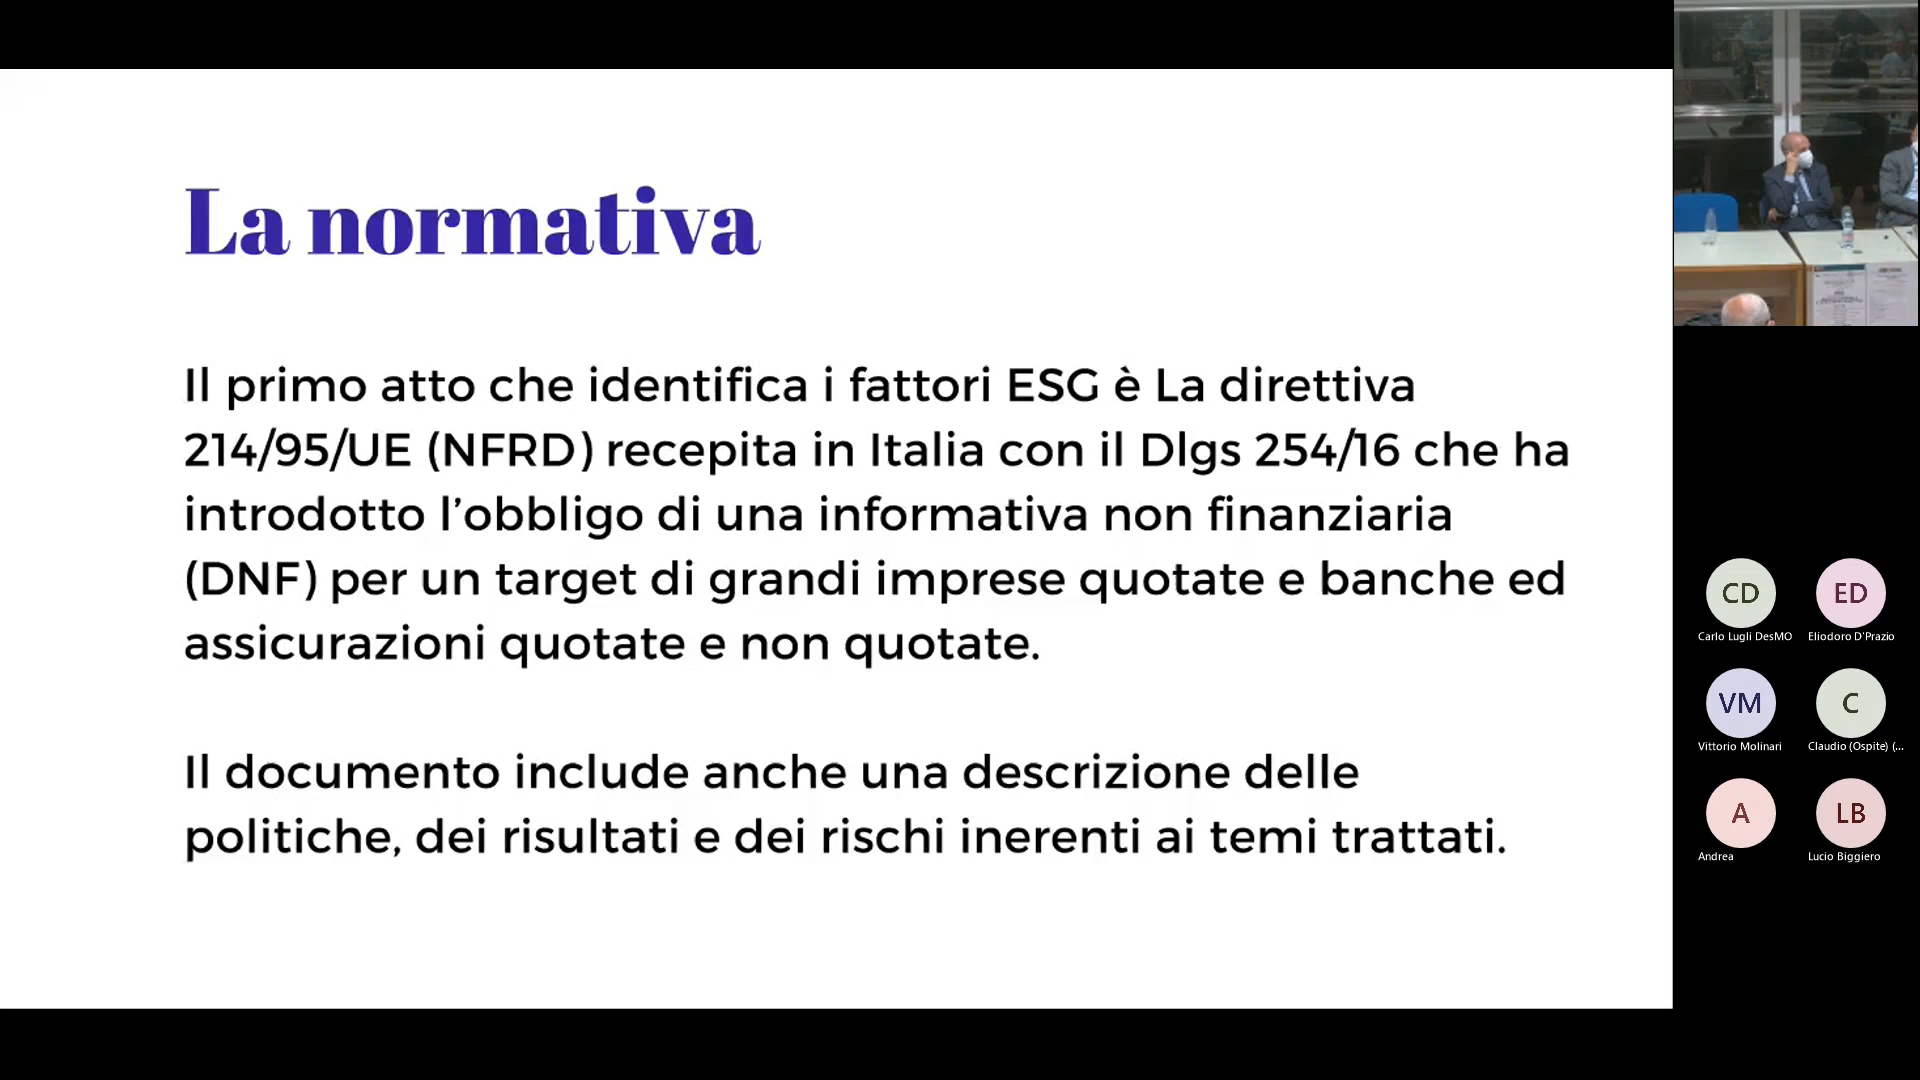 La normativa
Il primo atto che identifica i fattori ESG è La direttiva
214/95/UE (NFRD) recepita in Italia con il Dlgs 254/16 che ha
introdotto l’obbligo di una informativa non finanziaria
(DNF) per un target di grandi imprese quotate e banche ed
assicurazioni quotate e non quotate.
Il documento include anche una descrizione delle
politiche, dei risultati e dei rischi inerenti ai temi trattati.
CD
Carlo Lugli DesMO
ED
Eliodoro D'Prazio
VM
Vittorio Molinari
C
Claudio (Ospite) (...
A
Andrea
LB
Lucio Biggiero